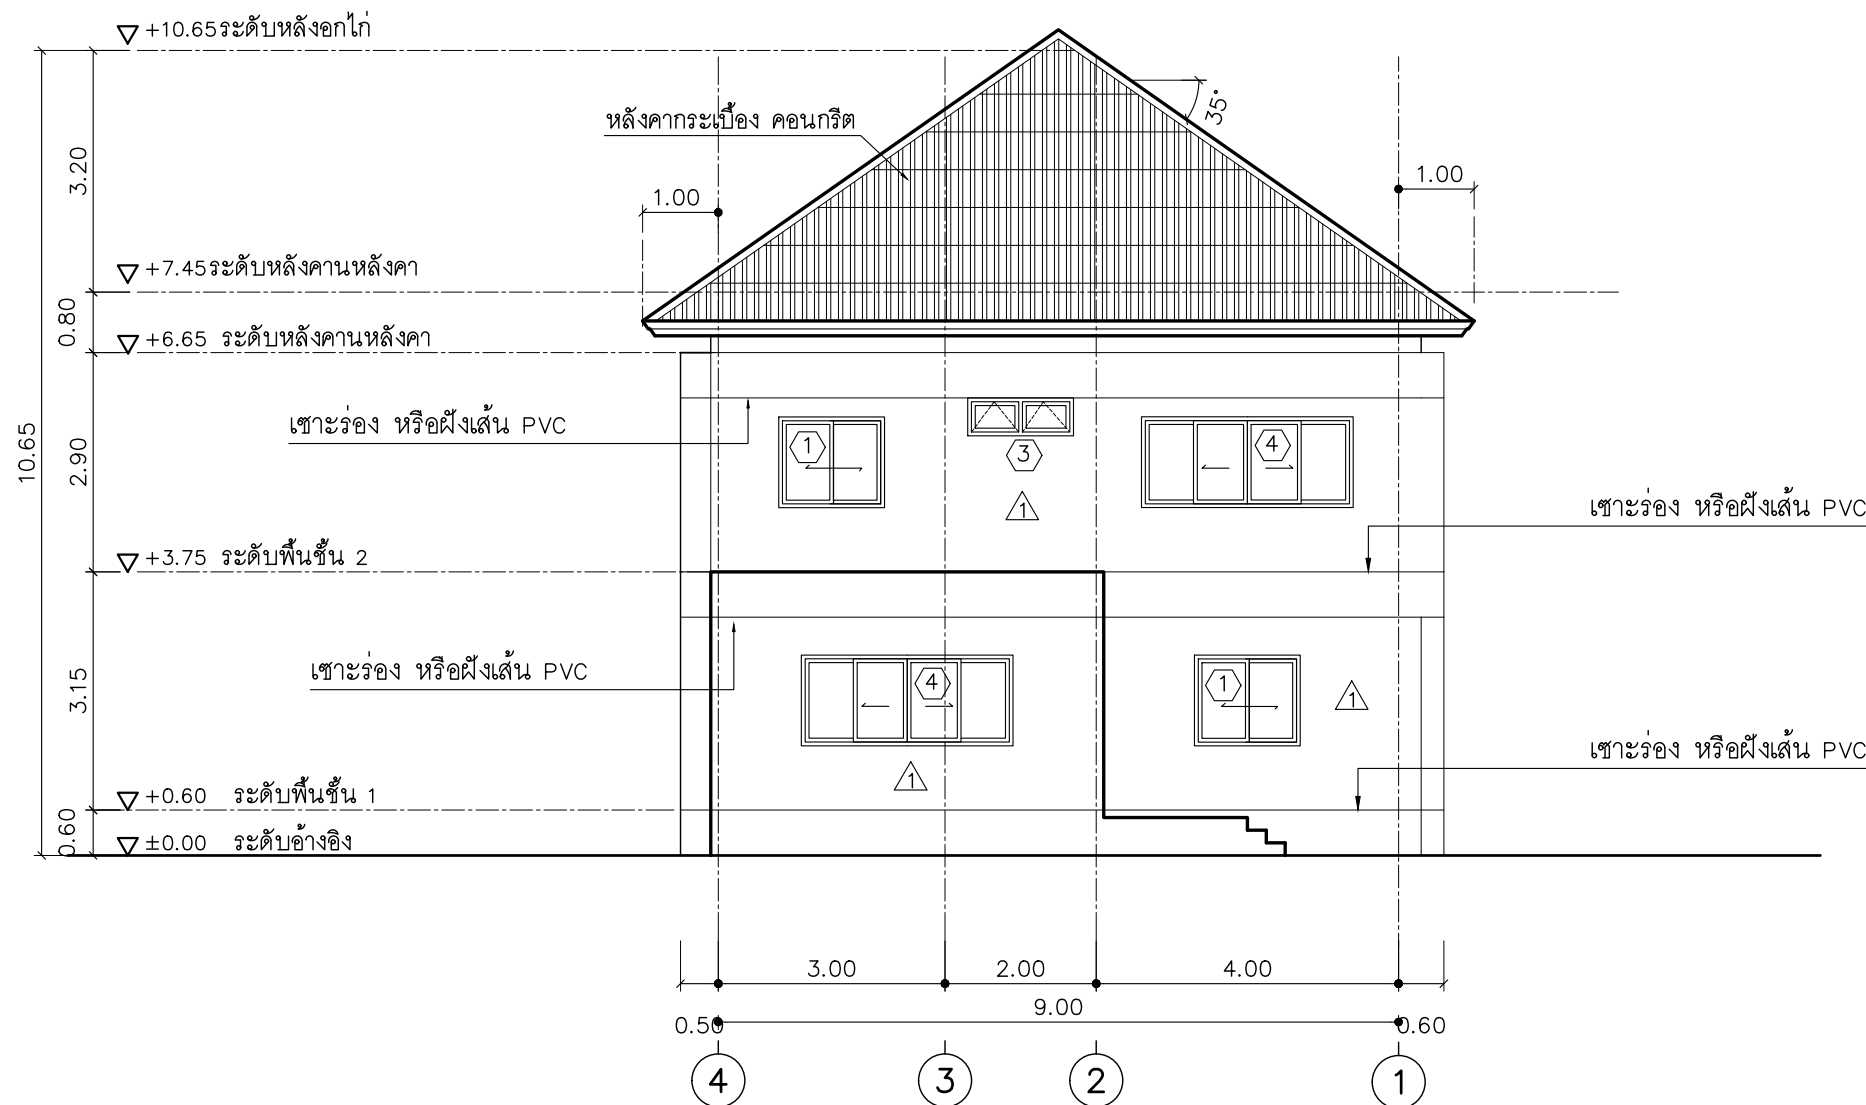 +10.65ระดับหลังอกไก่
35°
หลังคากระเบื้อง คอนกรีต
3.20
1.00
1.00
+7.45ระดับหลังคานหลังคา
0.80
+6.65 ระดับหลังคานหลังคา
เซาะร่อง หรือฝังเส้น PVC
10.65
2.90
1
3
4
1
เซาะร่อง หรือฝังเส้น PVC
+3.75 ระดับพื้นชั้น 2
เซาะร่อง หรือฝังเส้น PVC
3.15
4
1
1
เซาะร่อง หรือฝังเส้น PVC
1
+0.60 ระดับพื้นชั้น 1
0.60
±0.00 ระดับอ้างอิง
3.00
2.00
4.00
9.00
0.50
0.60
4
3
2
1